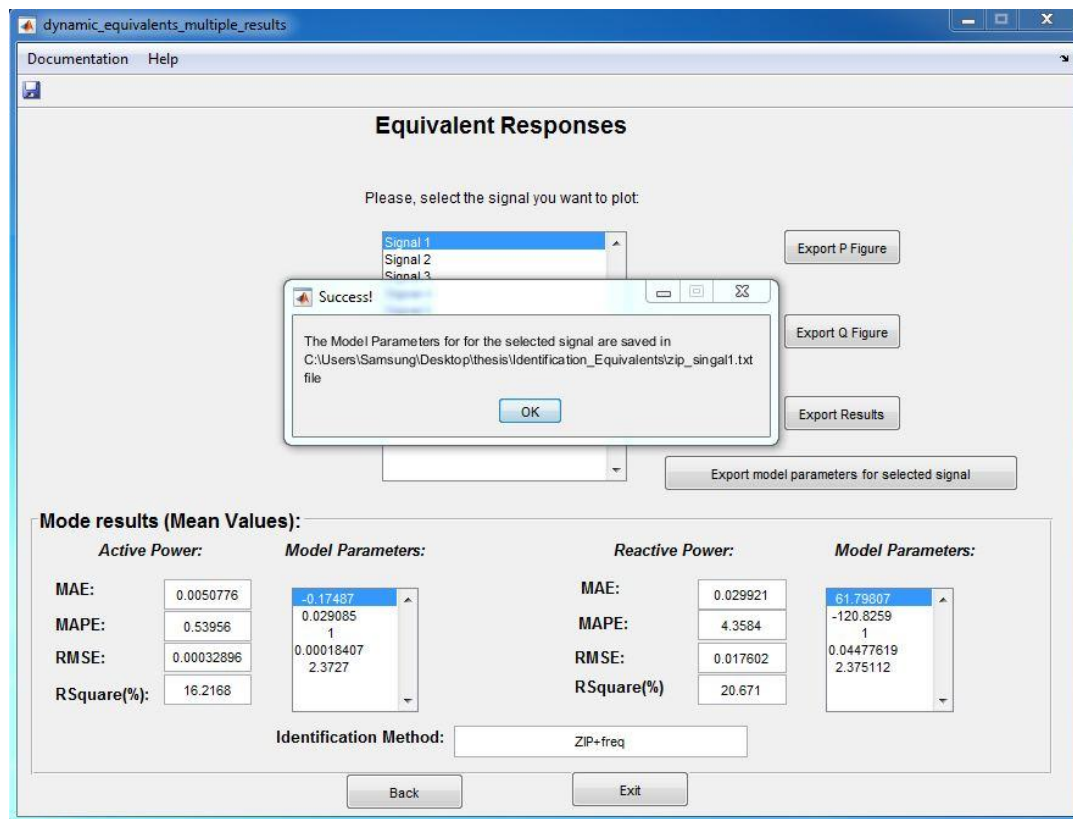 dynamic_equivalents_multiple_results
Documentation Help
Equivalent Responses
Please, select the signal you want to plot:
Signal 1
Signal 2
Signal 3
Export P Figure
Export Q Figure
Export Results
Export model parameters for selected signal
Success!
The Model Parameters for for the selected signal are saved in
C:\Users\Samsung\Desktop\thesis\Identification_Equivalents\zip_singal1.txt
file
OK
Mode results (Mean Values):
Active Power: Model Parameters: Reactive Power: Model Parameters:
MAE: 0.0050776 -0.17487 MAE: 0.029921 61.79807
MAPE: 0.53956 0.029085 MAPE: 4.3584 -120.8259
1 1
RMSE: 0.00032896 0.00018407 RMSE: 0.017602 0.04477619
2.3727 2.375112
RSquare(%): 16.2168 RSquare(%) 20.671
Identification Method: ZIP+freq
Back Exit